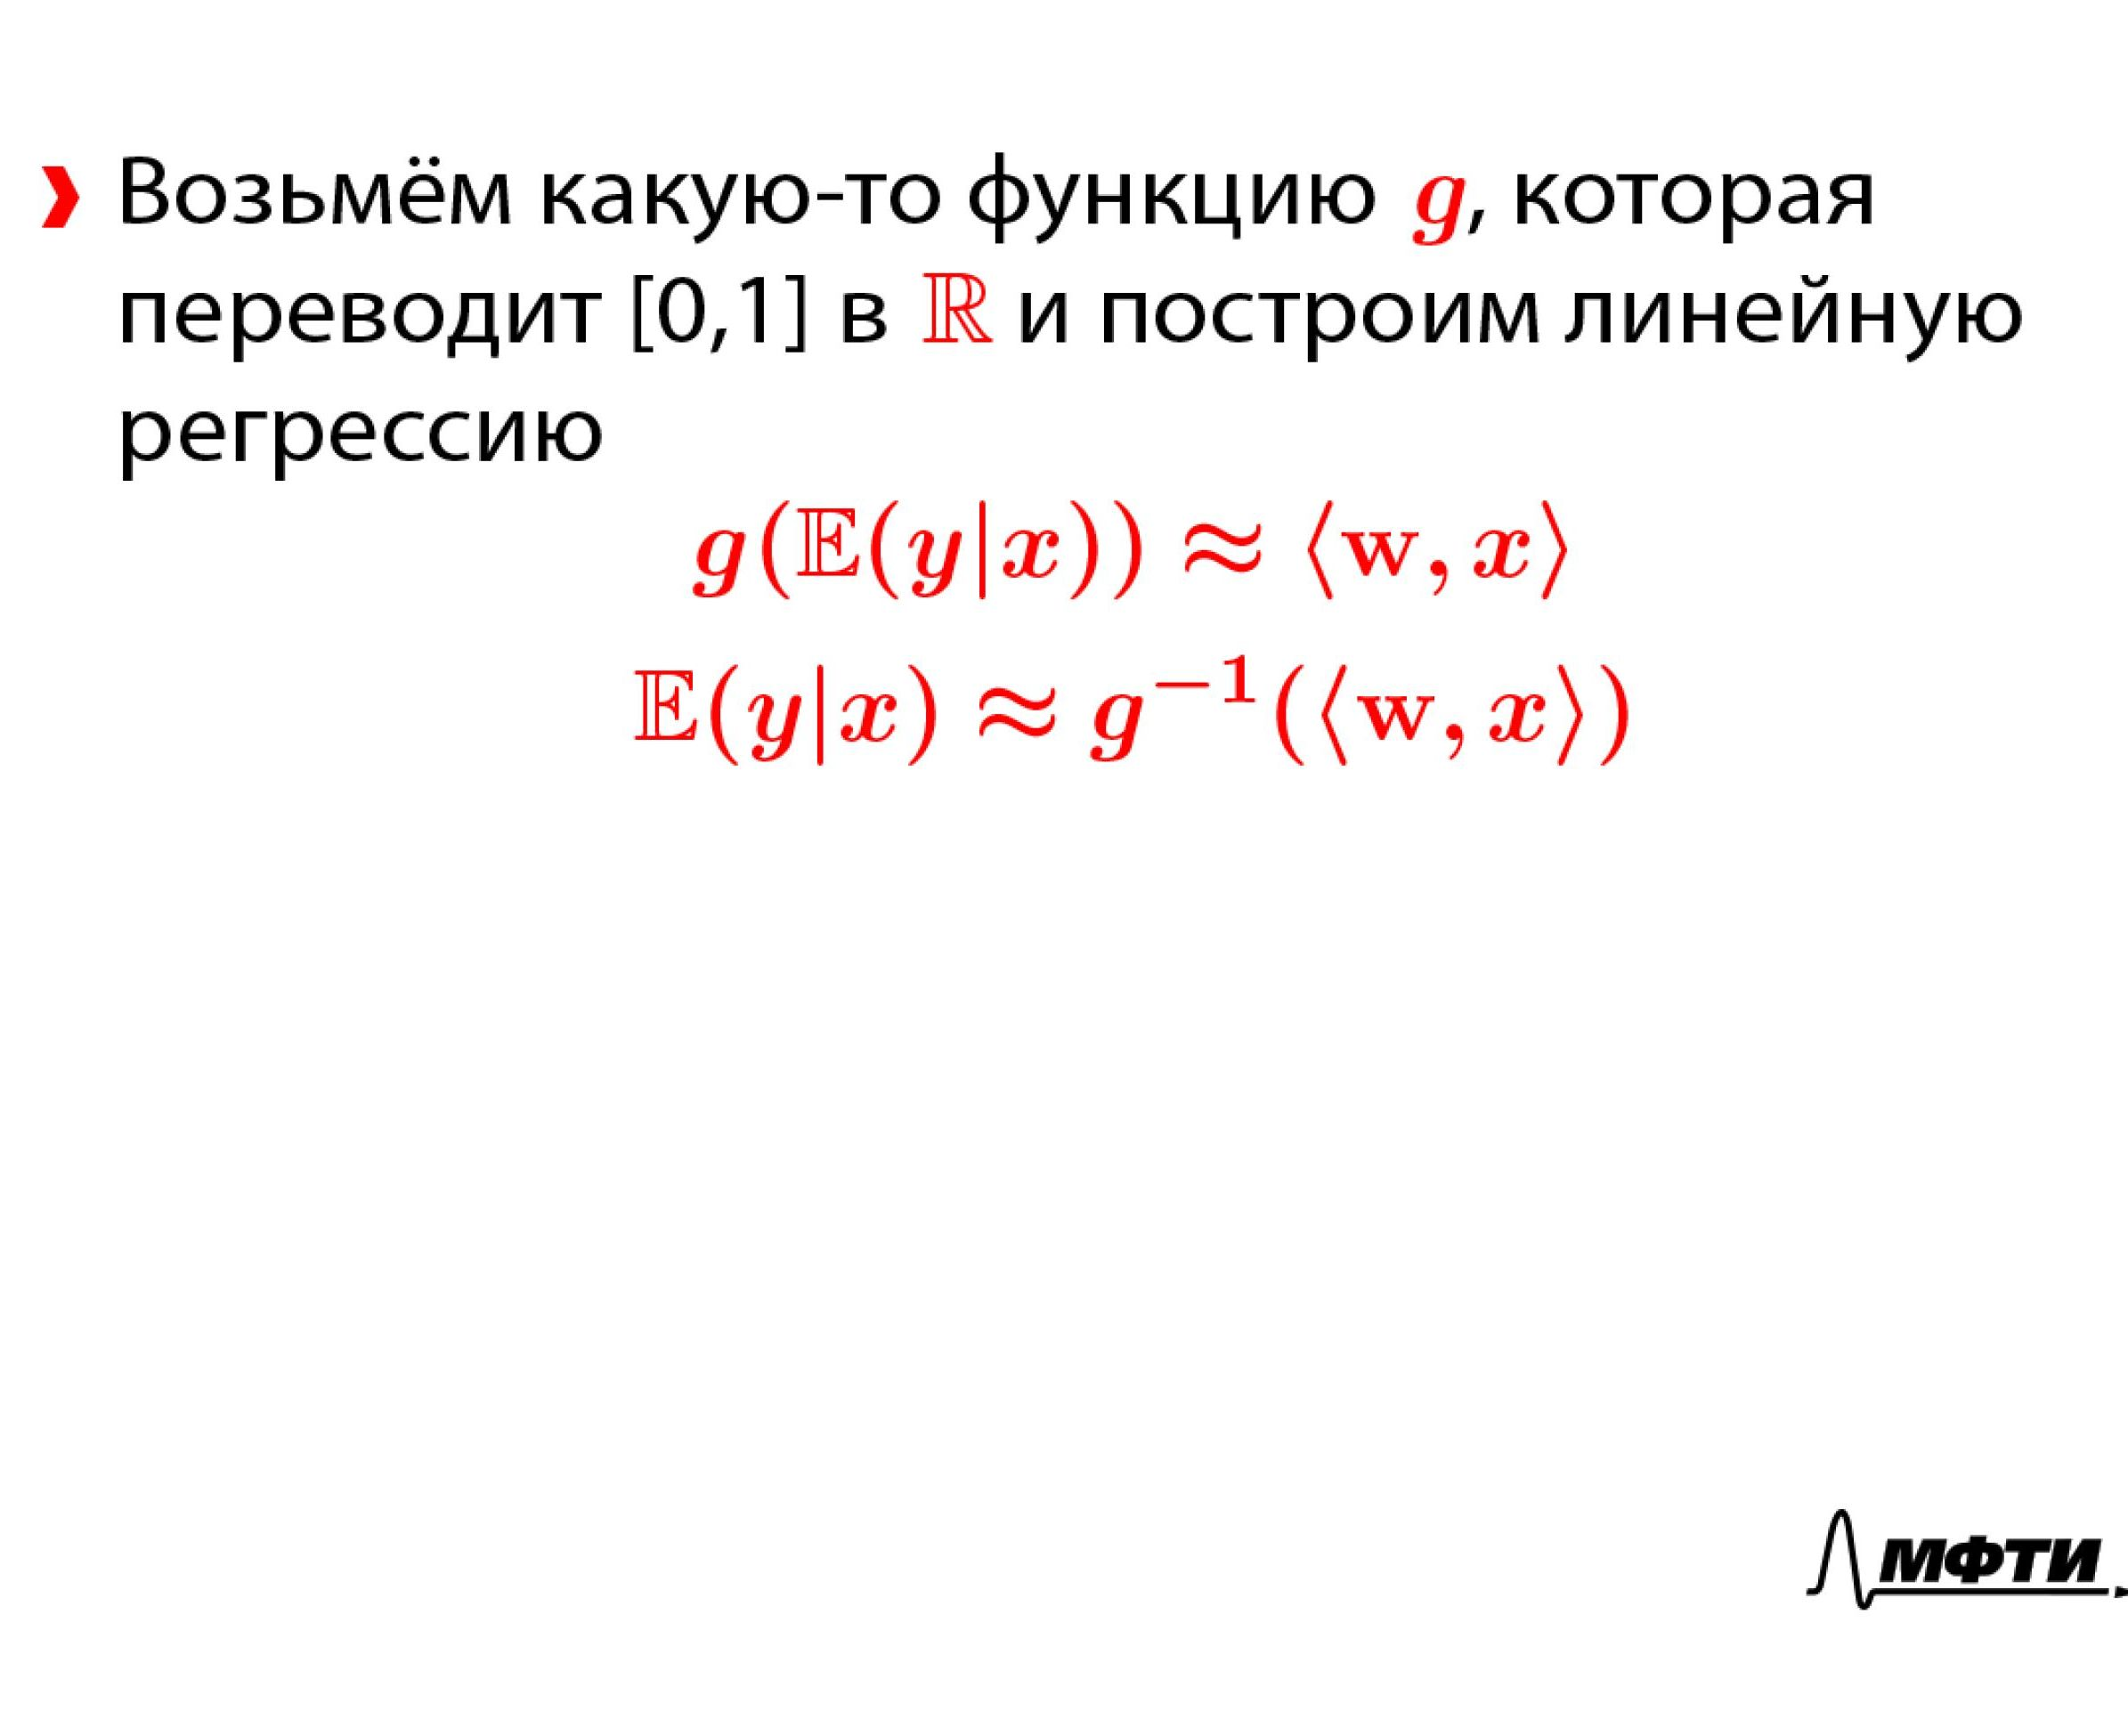 Возьмём какую-то функцию g, которая
переводит [0,1] в ℝ и построим линейную
регрессию
g(𝔼(y|x)) ≈ ⟨w, x⟩
𝔼(y|x) ≈ g⁻¹(⟨w, x⟩)
МФТИ